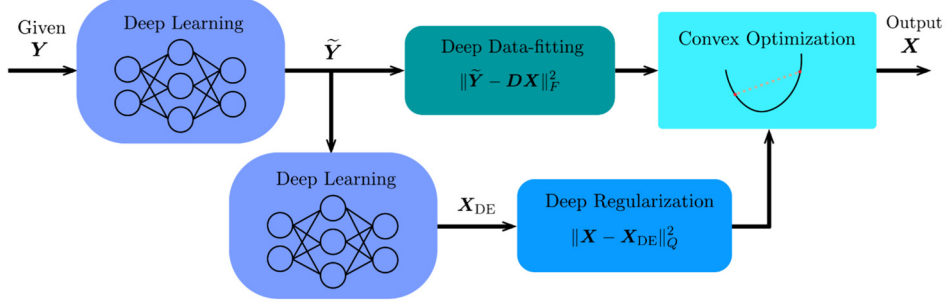 Given
Y
Deep Learning
Ỹ
Deep Data-fitting
‖Ỹ − DX‖²_F
Convex Optimization
Output
X
Deep Learning
X_DE
Deep Regularization
‖X − X_DE‖²_Q